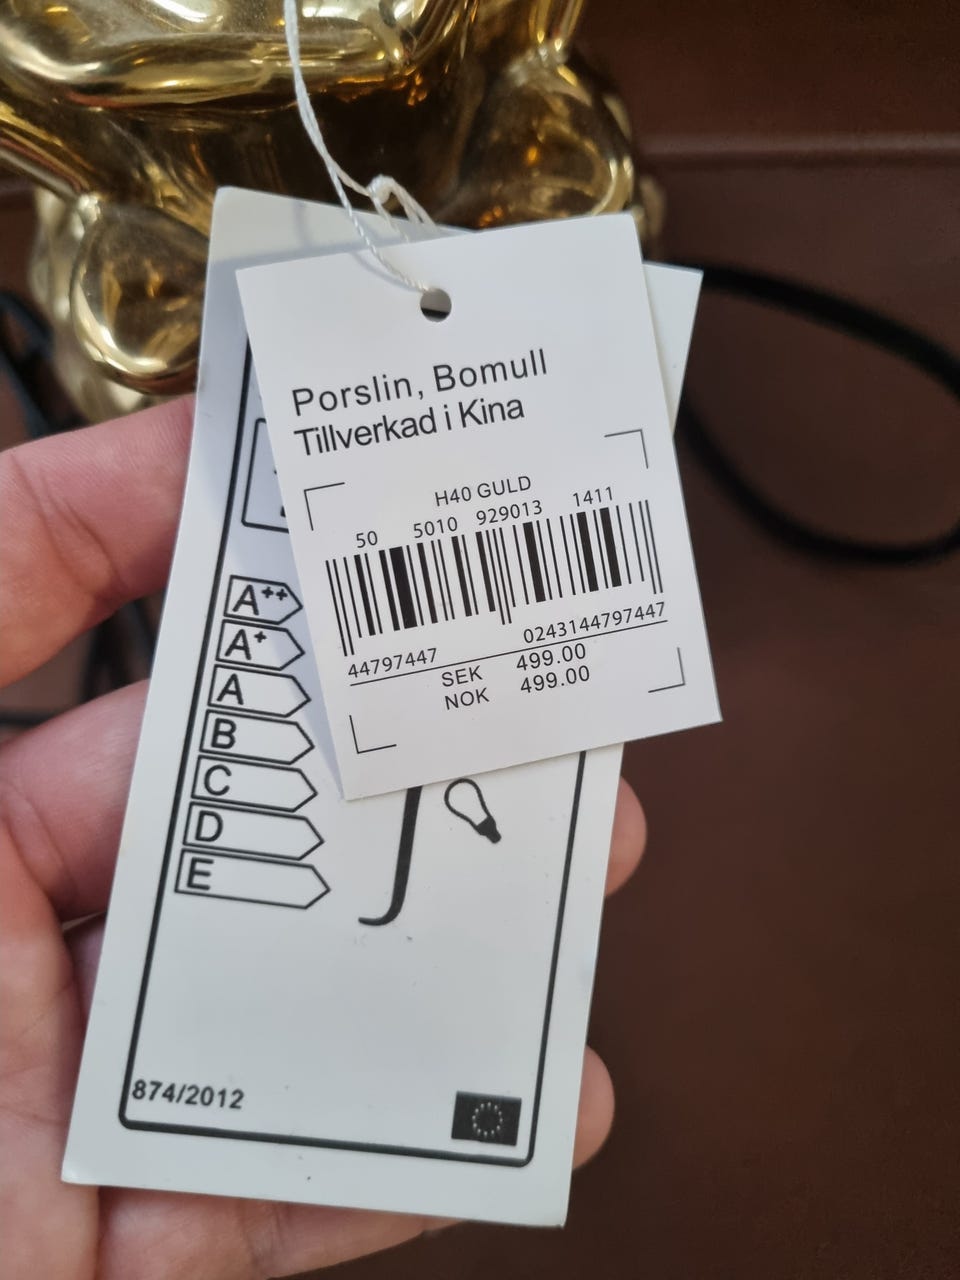 Porslin, Bomull
Tillverkad i Kina
H40 GULD
50 5010 929013 1411
44797447 0243144797447
SEK 499.00
NOK 499.00
A++
A+
A
B
C
D
E
874/2012